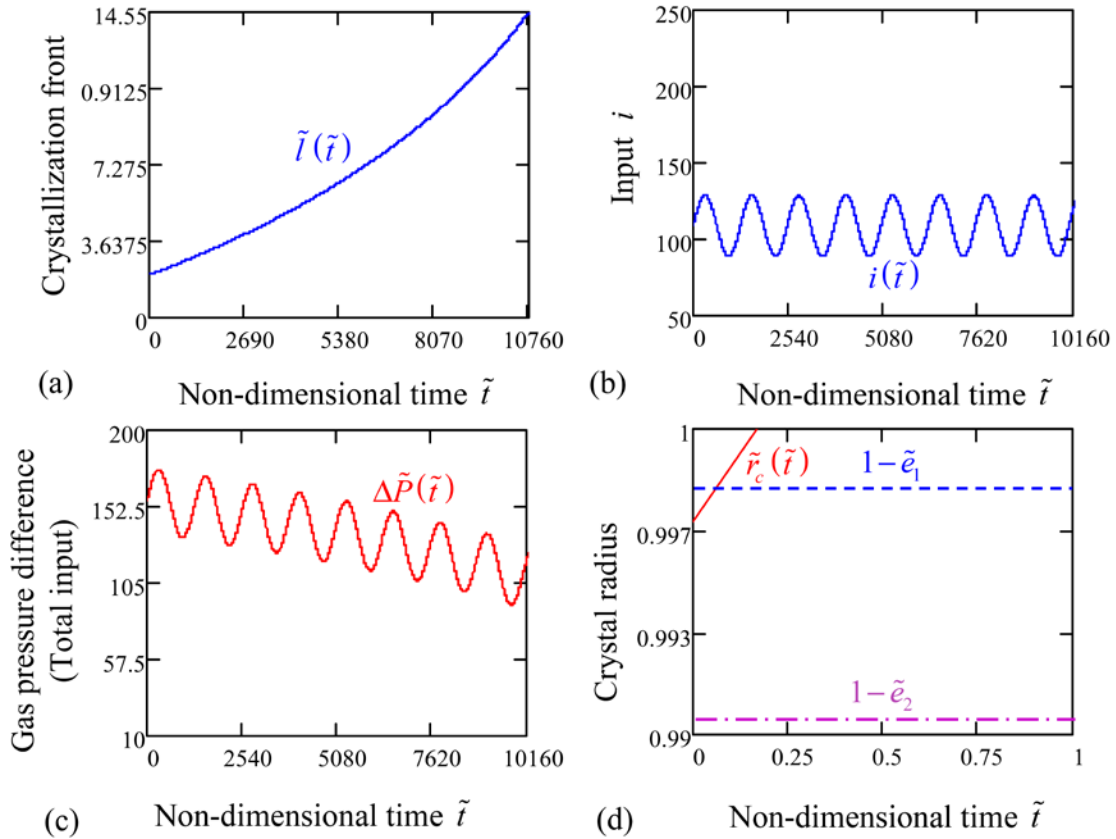 14.55
0.9125
7.275
3.6375
0
Crystallization front
l̃(t̃)
0 2690 5380 8070 10760
(a) Non-dimensional time t̃
250
200
150
100
50
Input i
i(t̃)
0 2540 5080 7620 10160
(b) Non-dimensional time t̃
200
152.5
105
57.5
10
Gas pressure difference
(Total input)
ΔP̃(t̃)
0 2540 5080 7620 10160
(c) Non-dimensional time t̃
1
0.997
0.993
0.99
Crystal radius
r̃c(t̃)
1−ẽ1
1−ẽ2
0 0.25 0.5 0.75 1
(d) Non-dimensional time t̃